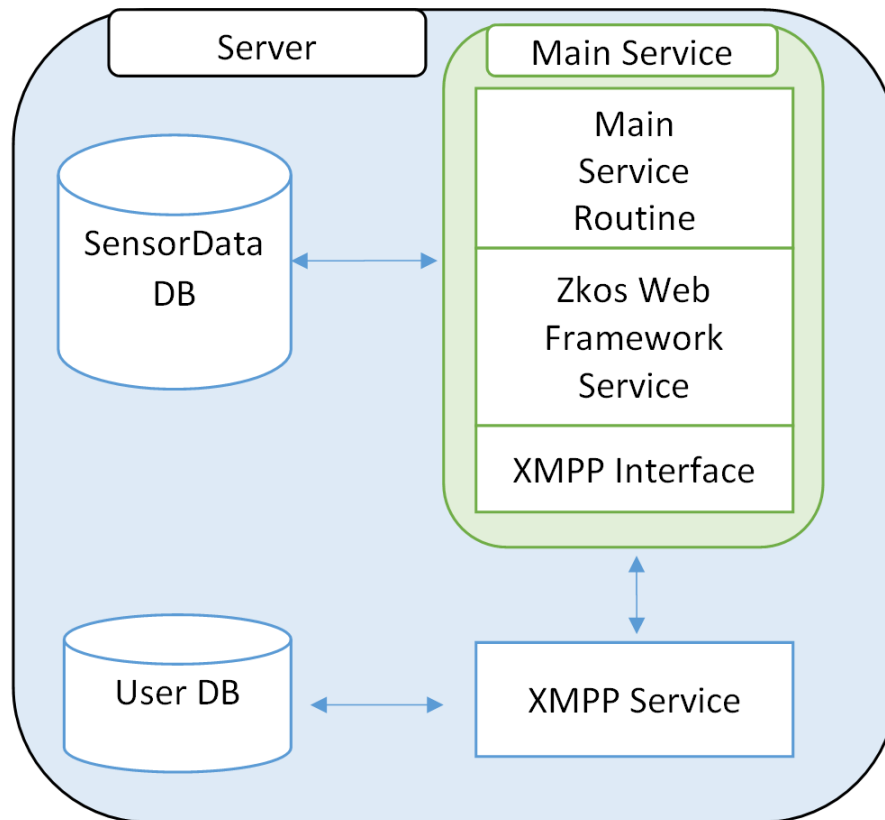 Server
Main Service
Main
Service
Routine
SensorData
DB
Zkos Web
Framework
Service
XMPP Interface
User DB
XMPP Service